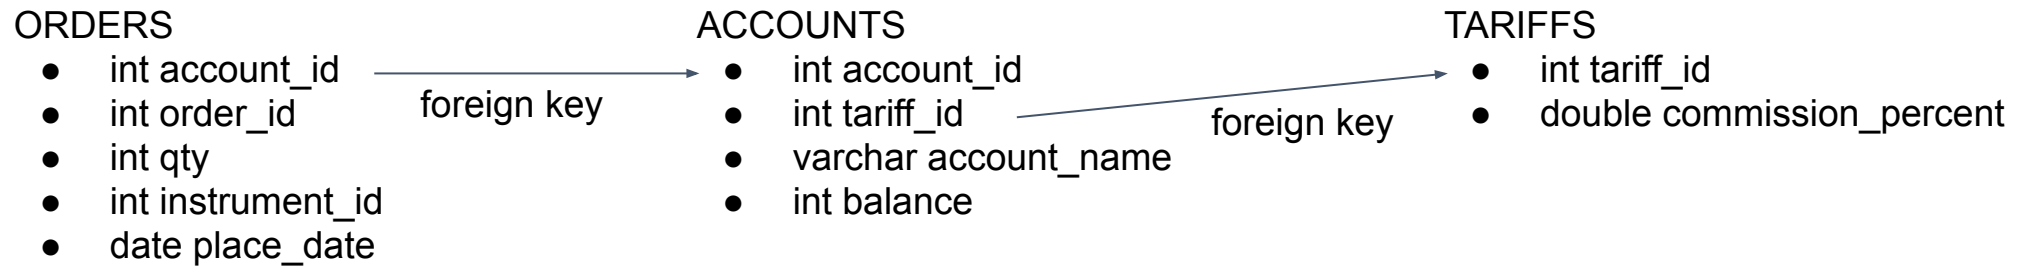 ORDERS
● int account_id
● int order_id
● int qty
● int instrument_id
● date place_date
foreign key
ACCOUNTS
● int account_id
● int tariff_id
● varchar account_name
● int balance
foreign key
TARIFFS
● int tariff_id
● double commission_percent